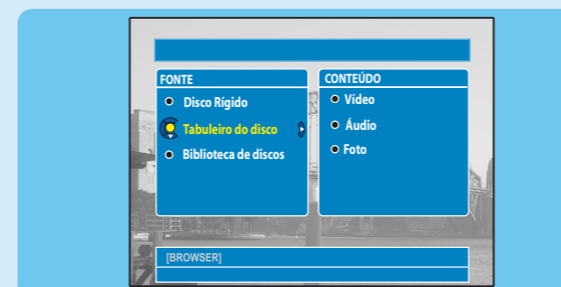 FONTE
Disco Rígido
Tabuleiro do disco
Biblioteca de discos
CONTEÚDO
Vídeo
Áudio
Foto
[BROWSER]